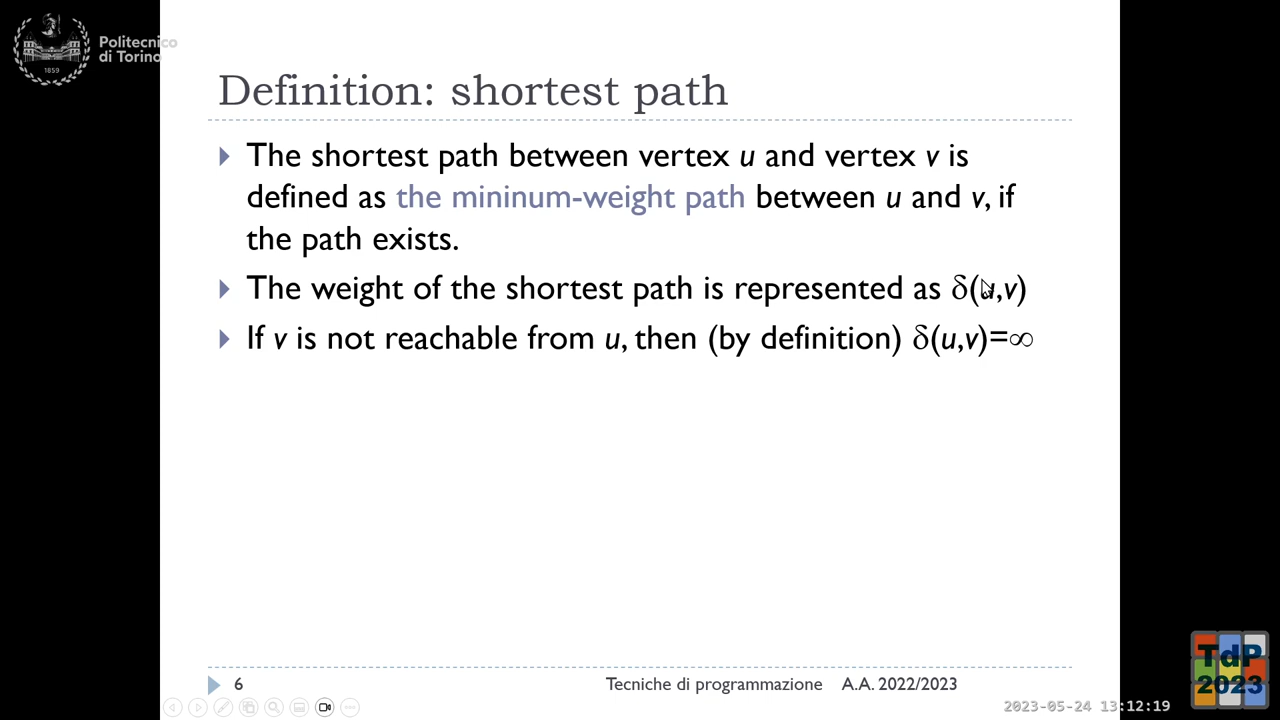 Politecnico
di Torino
1859
Definition: shortest path
The shortest path between vertex u and vertex v is
defined as the mininum-weight path between u and v, if
the path exists.
The weight of the shortest path is represented as δ(u,v)
If v is not reachable from u, then (by definition) δ(u,v)=∞
6 Tecniche di programmazione A.A. 2022/2023
TdP
2023
2023-05-24 13:12:19